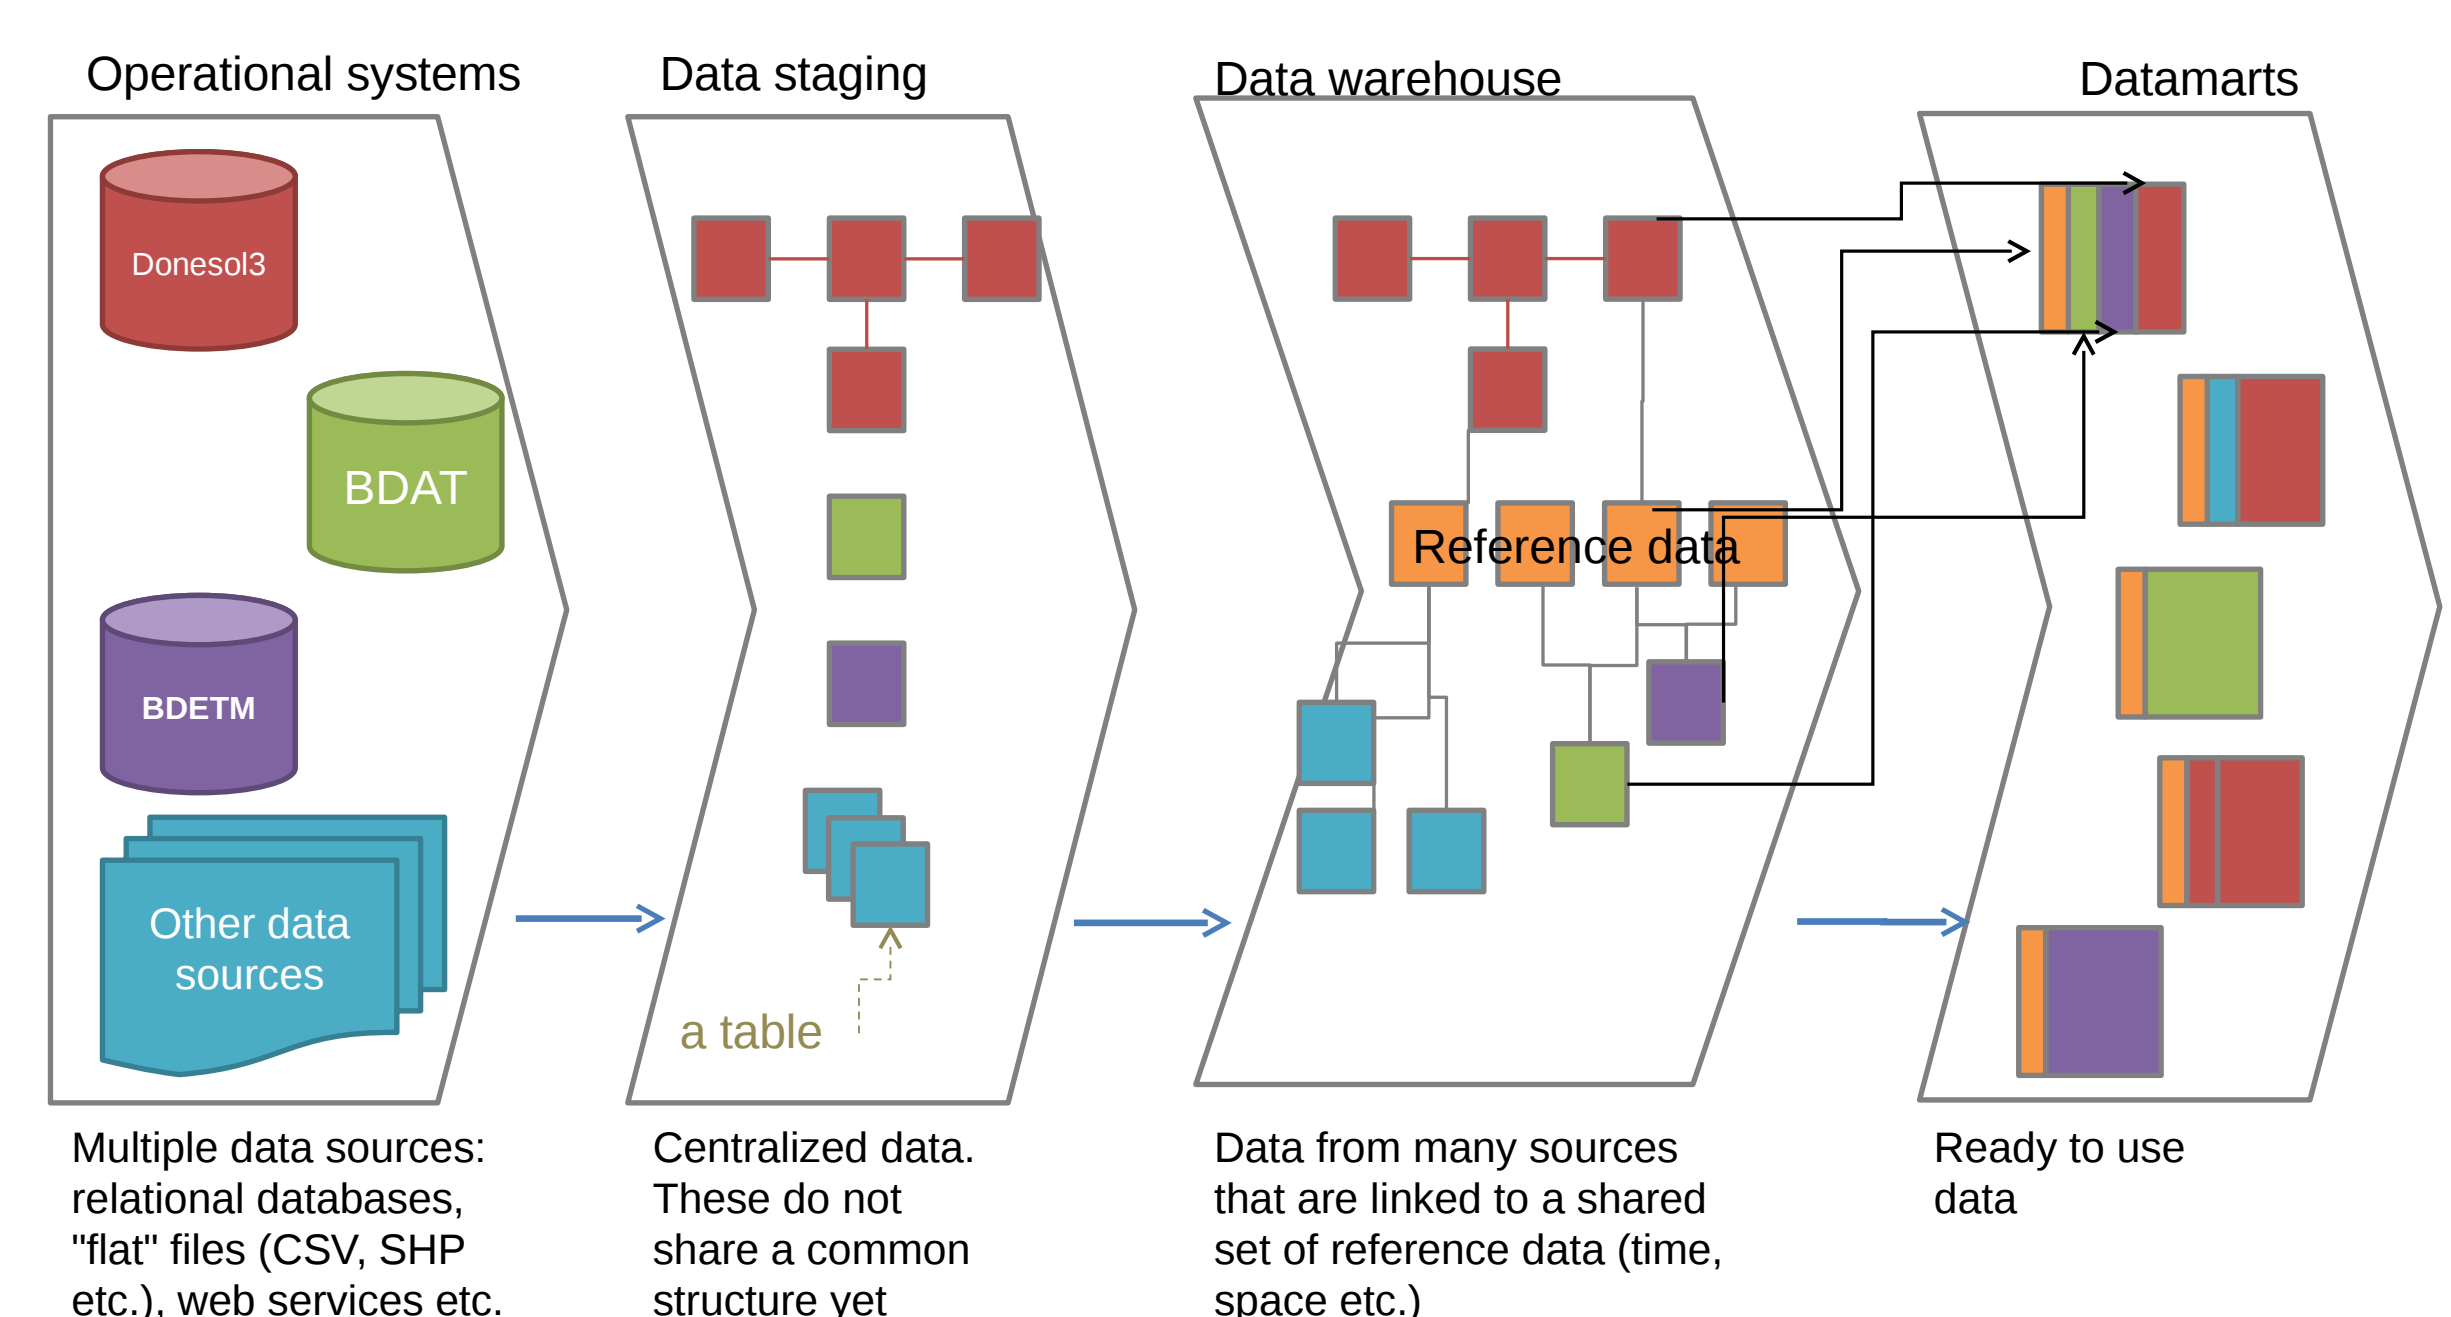 Operational systems
Data staging
Data warehouse
Datamarts
Donesol3
BDAT
BDETM
Other data
sources
a table
Reference data
Multiple data sources:
relational databases,
"flat" files (CSV, SHP
etc.), web services etc.
Centralized data.
These do not
share a common
structure yet
Data from many sources
that are linked to a shared
set of reference data (time,
space etc.)
Ready to use
data